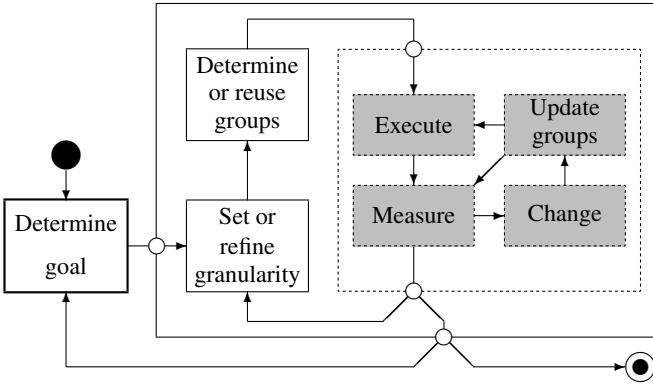 Determine
or reuse
groups
Execute
Update
groups
Determine
goal
Set or
refine
granularity
Measure
Change